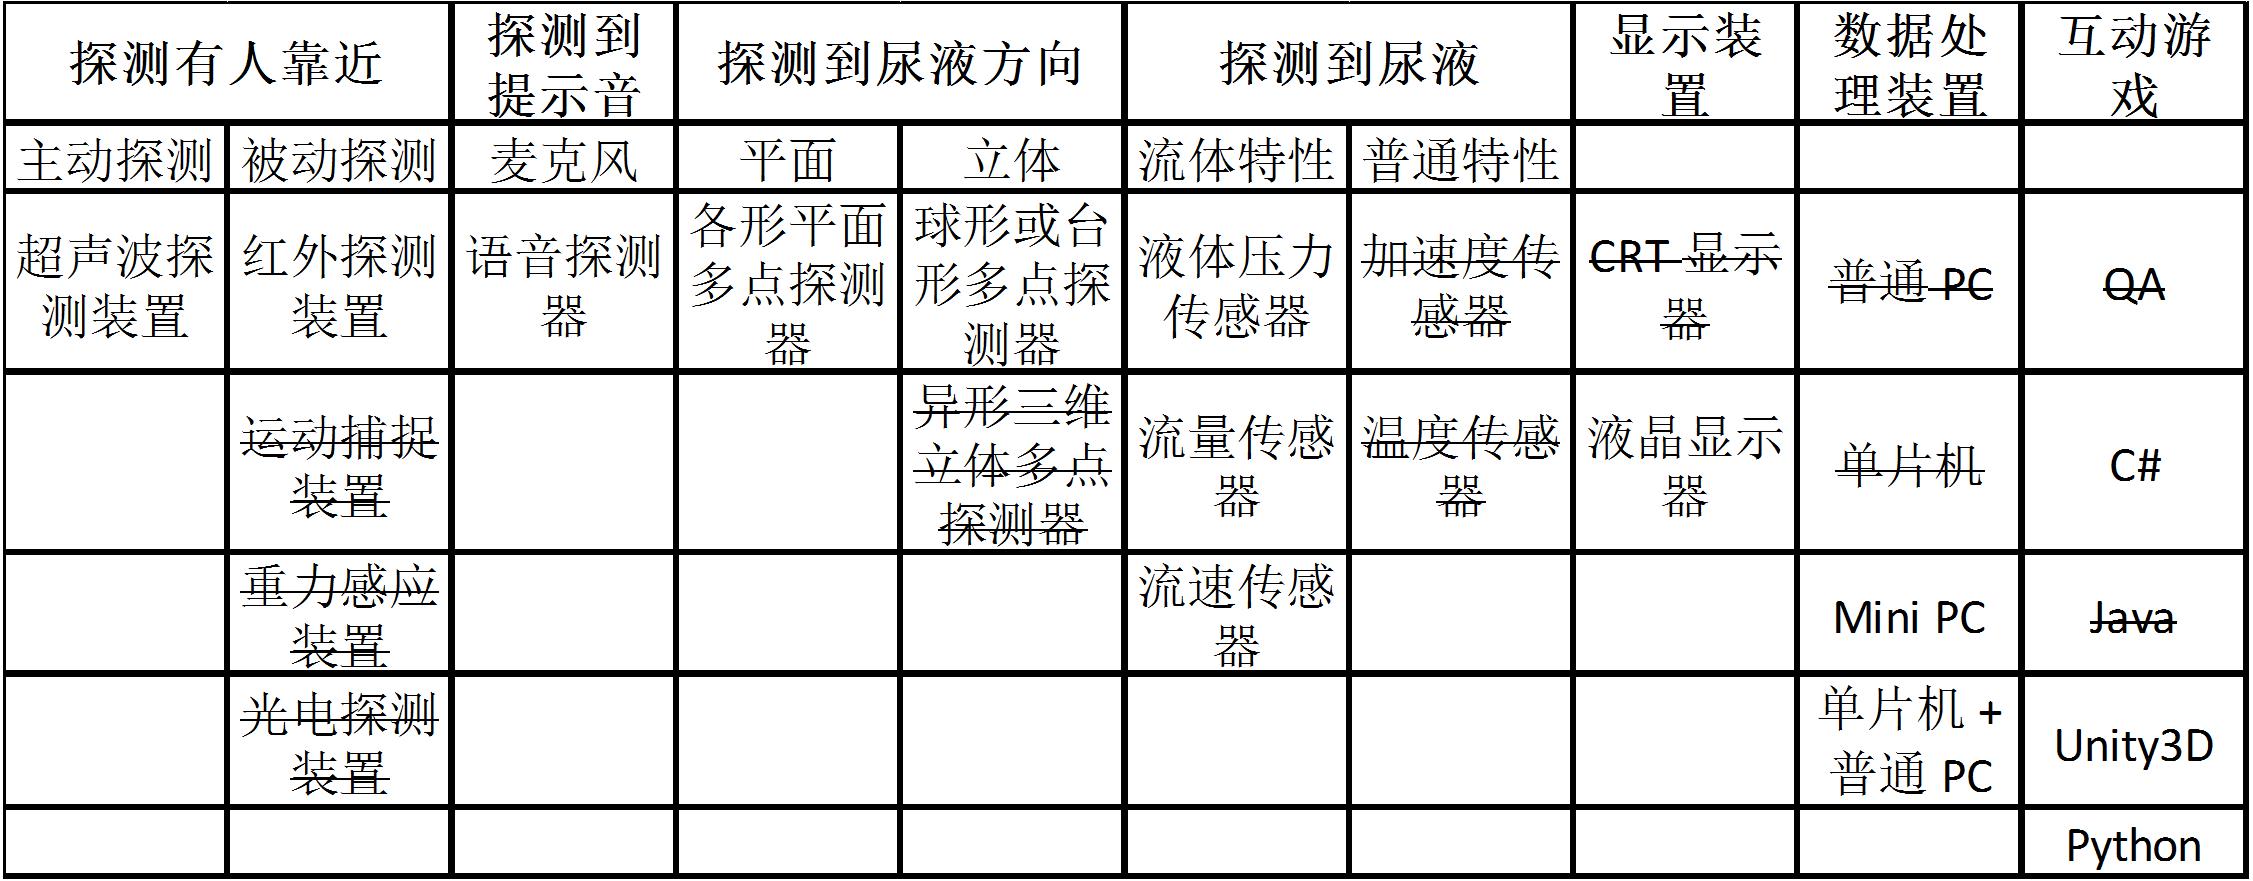 探测有人靠近
探测到
提示音
探测到尿液方向
探测到尿液
显示装
置
数据处
理装置
互动游
戏
主动探测
被动探测
麦克风
平面
立体
流体特性
普通特性
超声波探
测装置
红外探测
装置
语音探测
器
各形平面
多点探测
器
球形或台
形多点探
测器
液体压力
传感器
加速度传
感器
CRT 显示
器
普通 PC
QA
运动捕捉
装置
异形三维
立体多点
探测器
流量传感
器
温度传感
器
液晶显示
器
单片机
C#
重力感应
装置
流速传感
器
Mini PC
Java
光电探测
装置
单片机 +
普通 PC
Unity3D
Python